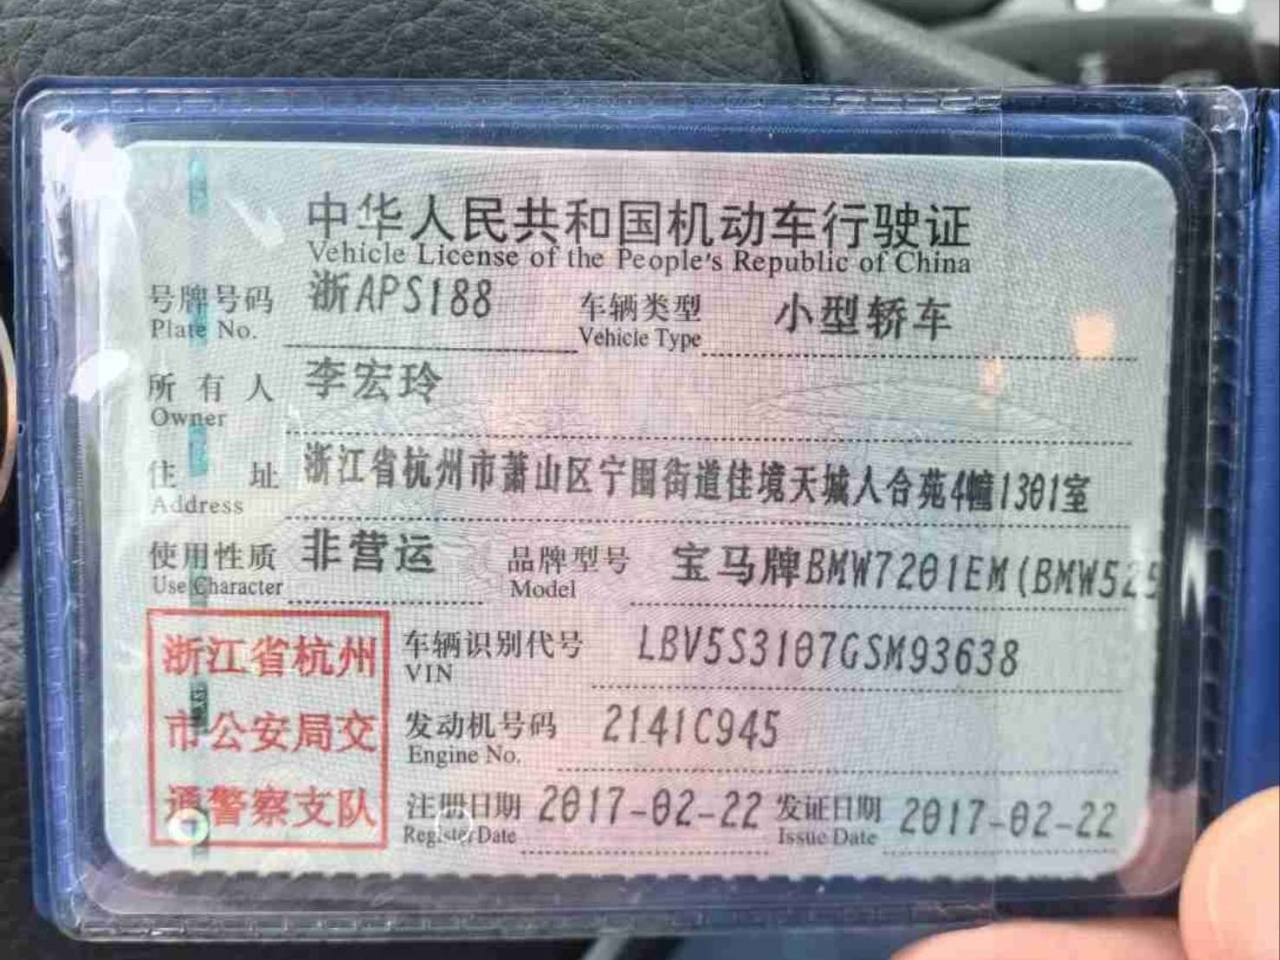 中华人民共和国机动车行驶证
Vehicle License of the People's Republic of China
号牌号码 浙APS188 车辆类型 小型轿车
Plate No. Vehicle Type
所有人 李宏玲
Owner
住址 浙江省杭州市萧山区宁围街道佳境天城人合苑4幢1301室
Address
使用性质 非营运 品牌型号 宝马牌BMW7201EM(BMW525
Use Character Model
浙江省杭州
市公安局交
通警察支队
车辆识别代号 LBV5S3107GSM93638
VIN
发动机号码 2141C945
Engine No.
注册日期 2017-02-22 发证日期 2017-02-22
Register Date Issue Date